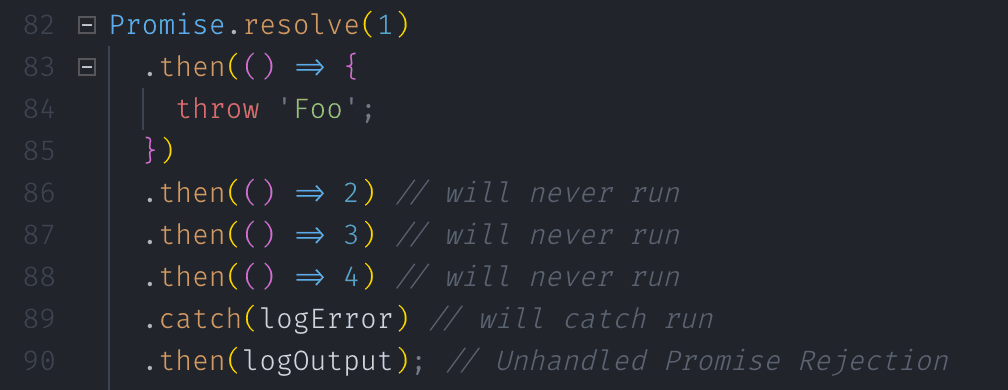 82 Promise.resolve(1)
83 .then(() => {
84 throw 'Foo';
85 })
86 .then(() => 2) // will never run
87 .then(() => 3) // will never run
88 .then(() => 4) // will never run
89 .catch(logError) // will catch run
90 .then(logOutput); // Unhandled Promise Rejection